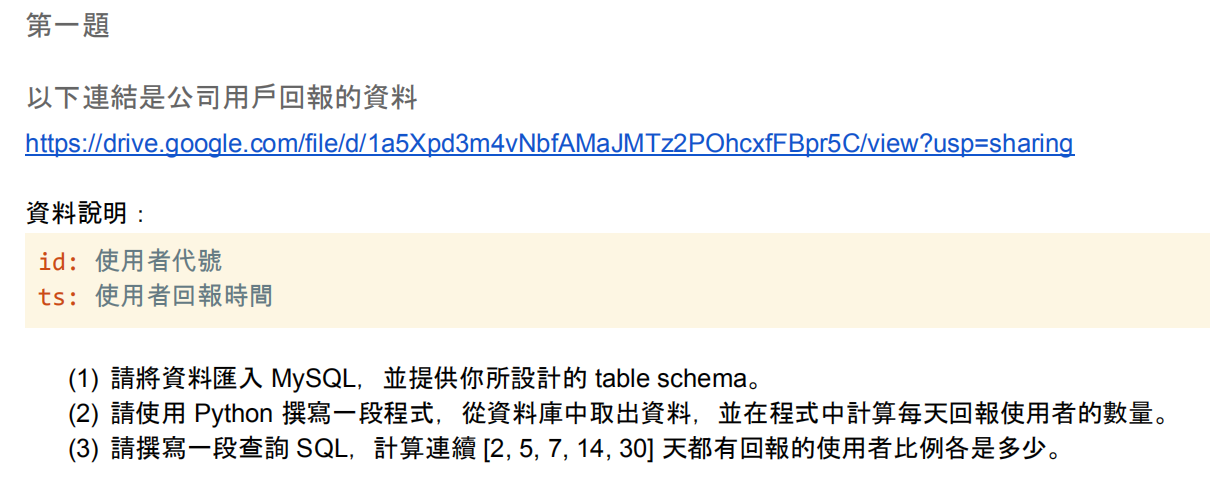 第一題
以下連結是公司用戶回報的資料
https://drive.google.com/file/d/1a5Xpd3m4vNbfAMaJMTz2POhcxfFBpr5C/view?usp=sharing
資料說明：
id: 使用者代號
ts: 使用者回報時間
(1) 請將資料匯入 MySQL，並提供你所設計的 table schema。
(2) 請使用 Python 撰寫一段程式，從資料庫中取出資料，並在程式中計算每天回報使用者的數量。
(3) 請撰寫一段查詢 SQL，計算連續 [2, 5, 7, 14, 30] 天都有回報的使用者比例各是多少。